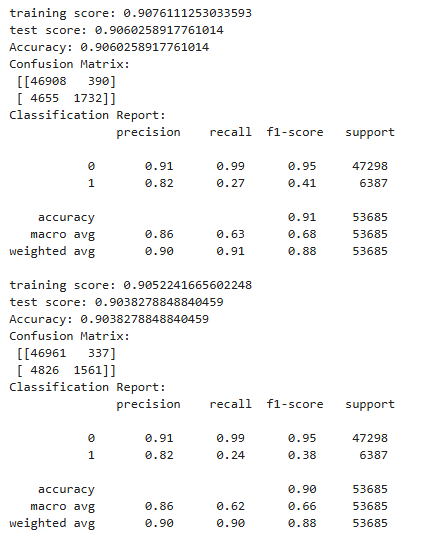 training score: 0.9076111253033593
test score: 0.9060258917761014
Accuracy: 0.9060258917761014
Confusion Matrix:
[[46908   390]
[ 4655  1732]]
Classification Report:
precision    recall  f1-score   support
0       0.91      0.99      0.95     47298
1       0.82      0.27      0.41      6387
accuracy                           0.91     53685
macro avg       0.86      0.63      0.68     53685
weighted avg       0.90      0.91      0.88     53685
training score: 0.9052241665602248
test score: 0.9038278848840459
Accuracy: 0.9038278848840459
Confusion Matrix:
[[46961   337]
[ 4826  1561]]
Classification Report:
precision    recall  f1-score   support
0       0.91      0.99      0.95     47298
1       0.82      0.24      0.38      6387
accuracy                           0.90     53685
macro avg       0.86      0.62      0.66     53685
weighted avg       0.90      0.90      0.88     53685